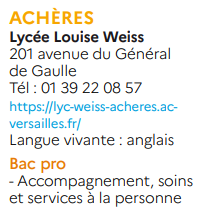 ACHÈRES
Lycée Louise Weiss
201 avenue du Général
de Gaulle
Tél : 01 39 22 08 57
https://lyc-weiss-acheres.ac-
versailles.fr/
Langue vivante : anglais
Bac pro
- Accompagnement, soins
et services à la personne